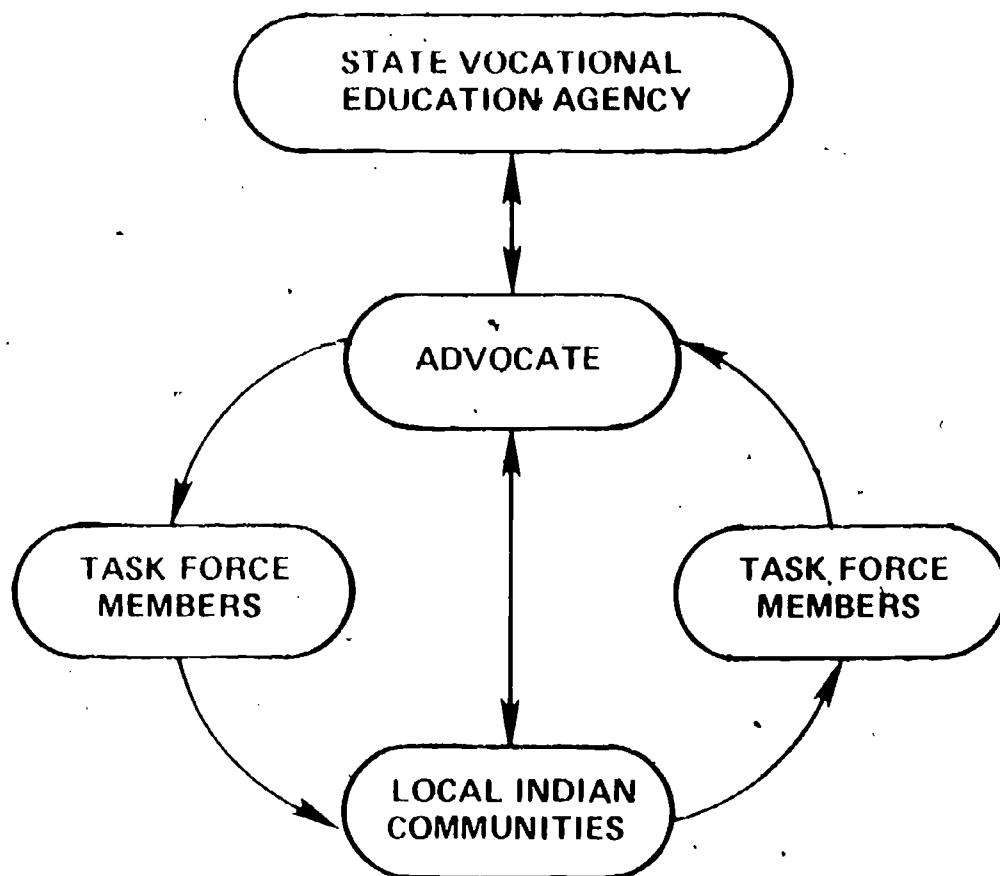 STATE VOCATIONAL
EDUCATION AGENCY
ADVOCATE
TASK FORCE
MEMBERS
TASK FORCE
MEMBERS
LOCAL INDIAN
COMMUNITIES